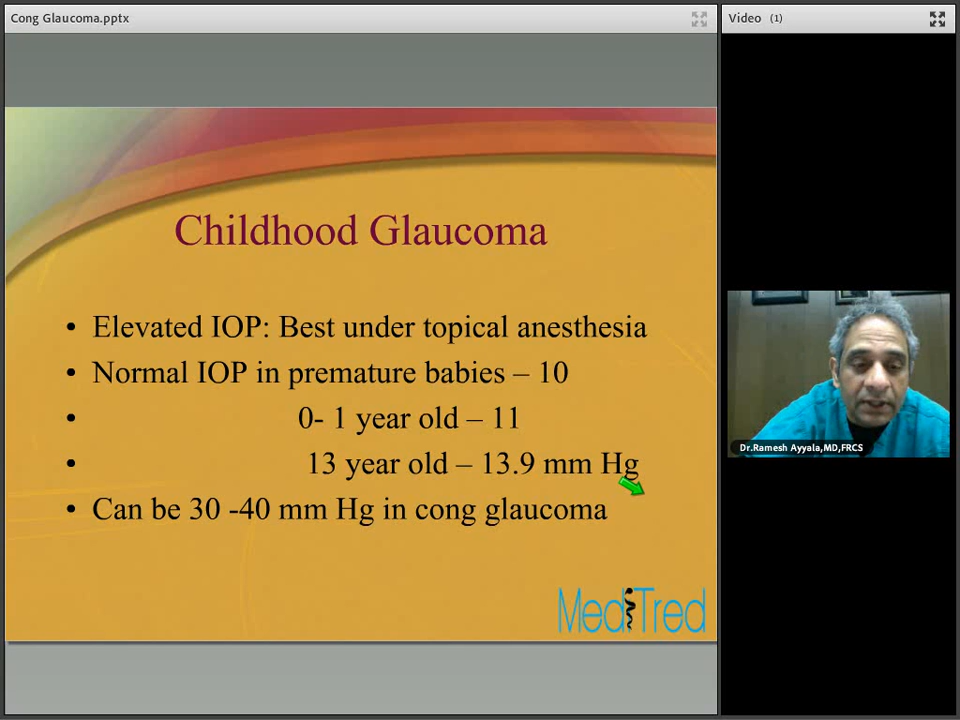 Cong Glaucoma.pptx
Video (1)
Childhood Glaucoma
• Elevated IOP: Best under topical anesthesia
• Normal IOP in premature babies – 10
• 0- 1 year old – 11
• 13 year old – 13.9 mm Hg
• Can be 30 -40 mm Hg in cong glaucoma
MediTred
Dr.Ramesh Ayyala,MD,FRCS